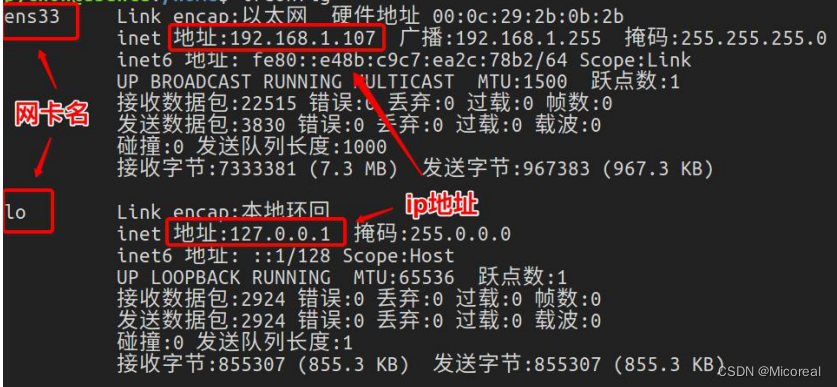 ens33 Link encap:以太网 硬件地址 00:0c:29:2b:0b:2b
inet 地址:192.168.1.107 广播:192.168.1.255 掩码:255.255.255.0
inet6 地址: fe80::e48b:c9c7:ea2c:78b2/64 Scope:Link
UP BROADCAST RUNNING MULTICAST MTU:1500 跃点数:1
网卡名
接收数据包:22515 错误:0 丢弃:0 过载:0 帧数:0
发送数据包:3830 错误:0 丢弃:0 过载:0 载波:0
碰撞:0 发送队列长度:1000
接收字节:7333381 (7.3 MB) 发送字节:967383 (967.3 KB)
ip地址
lo Link encap:本地环回
inet 地址:127.0.0.1 掩码:255.0.0.0
inet6 地址: ::1/128 Scope:Host
UP LOOPBACK RUNNING MTU:65536 跃点数:1
接收数据包:2924 错误:0 丢弃:0 过载:0 帧数:0
发送数据包:2924 错误:0 丢弃:0 过载:0 载波:0
碰撞:0 发送队列长度:1
接收字节:855307 (855.3 KB) 发送字节:855307 (855.3 KB)
CSDN @Micoreal